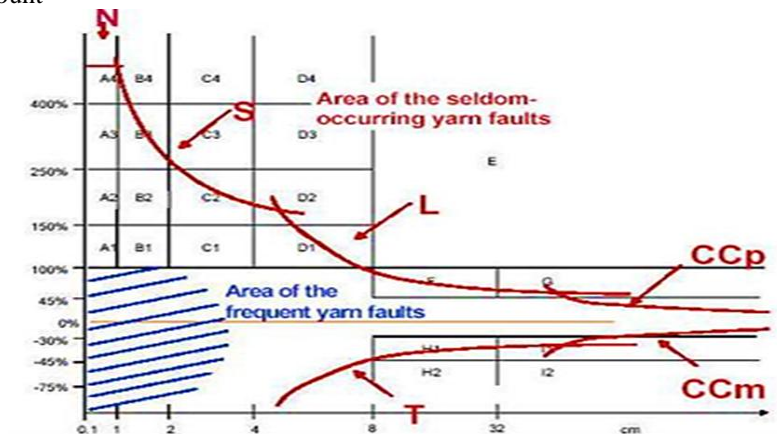 N
A4 B4 C4 D4
Area of the seldom-
occurring yarn faults
400%
S
A3 C3 D3
E
250%
A2 B2 C2 D2
L
150%
A1 B1 C1 D1
CCp
100%
F G
Area of the
frequent yarn faults
45%
0%
-30%
H1
-45%
H2 I2
-75%
CCm
T
0.1 1 2 4 8 32 cm